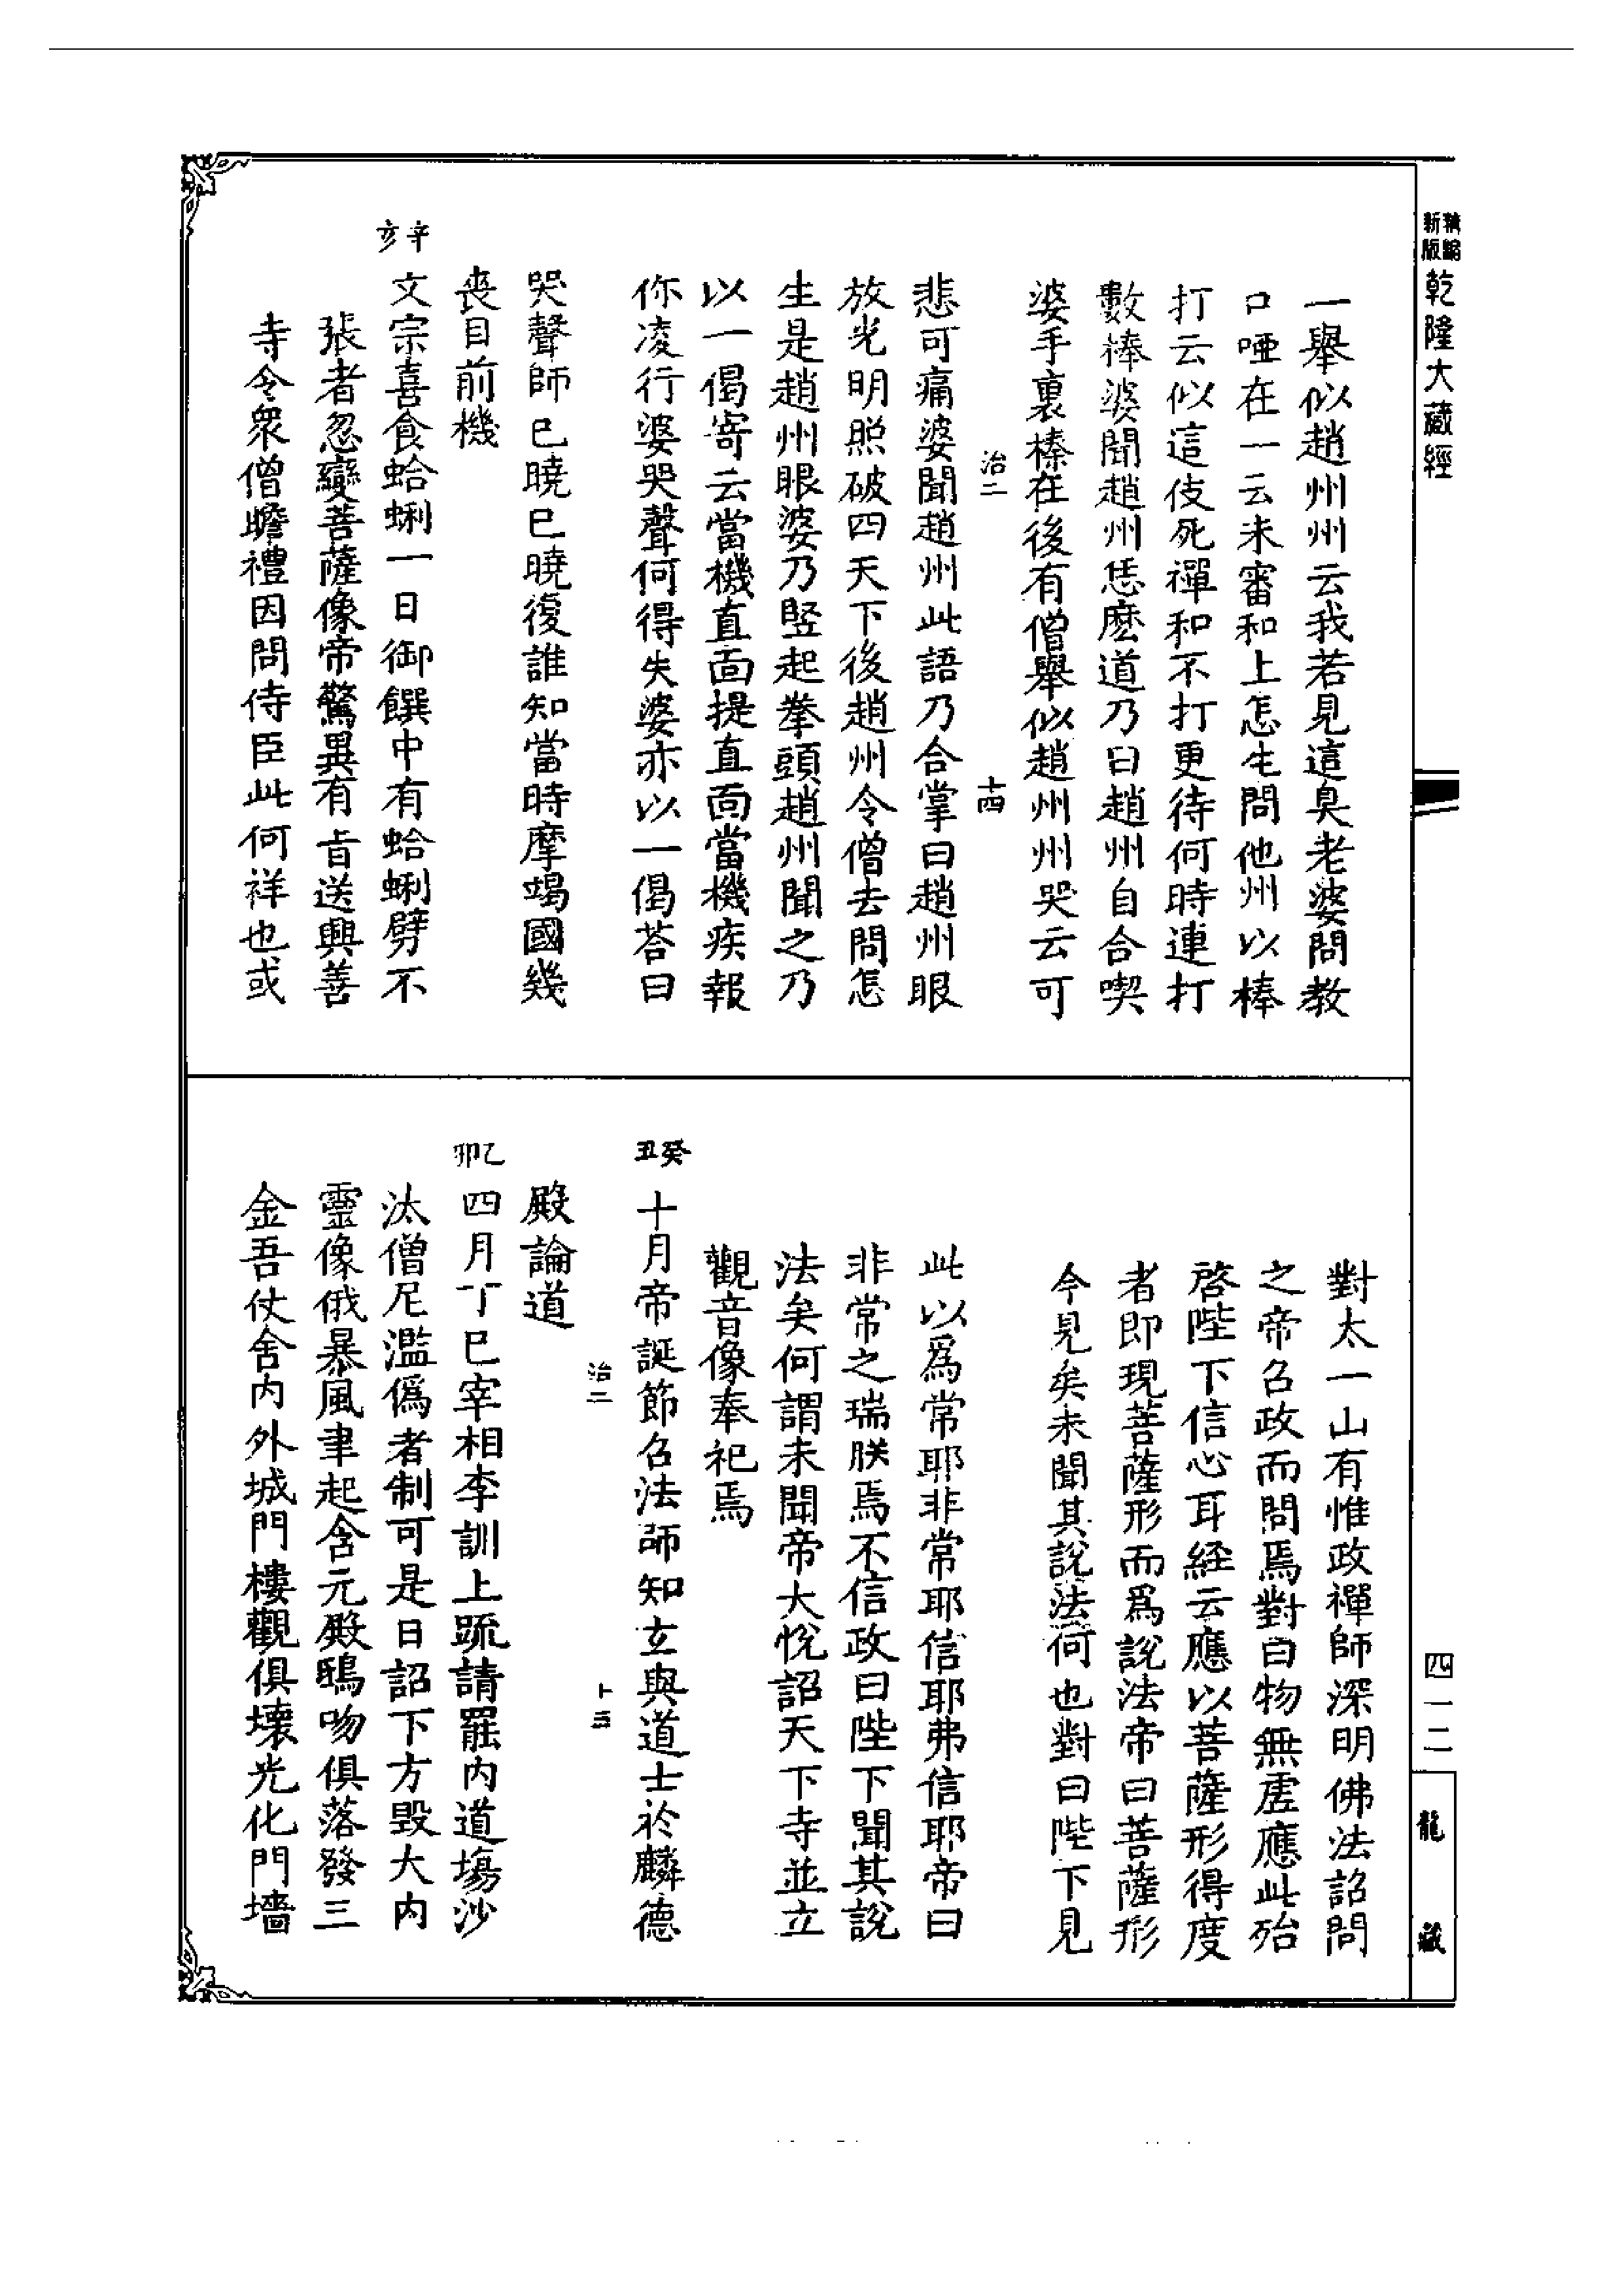 精縮新版乾隆大藏經
一舉似趙州州云我若見這臭老婆問教
口啞在一云未審和上怎生問他州以棒
打云似這伎死禪和不打更待何時連打
數棒婆聞趙州恁麼道乃曰趙州自合喫
婆手裏棒在後有僧舉似趙州州哭云可
治二 十四
悲可痛婆聞趙州此語乃合掌曰趙州眼
放光明照破四天下後趙州令僧去問怎
生是趙州眼婆乃竪起拳頭趙州聞之乃
以一偈寄云當機直面提直面當機疾報
你凌行婆哭聲何得失婆亦以一偈荅曰
哭聲師已曉已曉復誰知當時摩竭國幾
喪目前機
辛亥 文宗喜食蛤蜊一日御饌中有蛤蜊劈不
張者忽變菩薩像帝驚異有旨送興善
寺令衆僧瞻禮因問侍臣此何祥也或
對太一山有惟政禪師深明佛法詔問
之帝召政而問焉對曰物無虛應此殆
啓陛下信心耳経云應以菩薩形得度
者即現菩薩形而爲說法帝曰菩薩形
今見矣未聞其說法何也對曰陛下見
此以爲常耶非常耶信耶弗信耶帝曰
非常之瑞朕焉不信政曰陛下聞其說
法矣何謂未聞帝大悅詔天下寺並立
觀音像奉祀焉
癸丑 十月帝誕節召法師知玄與道士於麟德
治二 十五
殿論道
乙卯 四月丁巳宰相李訓上疏請罷内道塲沙
汰僧尼濫僞者制可是日詔下方毀大内
靈像俄暴風聿起含元殿鴟吻俱落發三
金吾仗舍内外城門樓觀俱壞光化門墻
四一二
龍藏